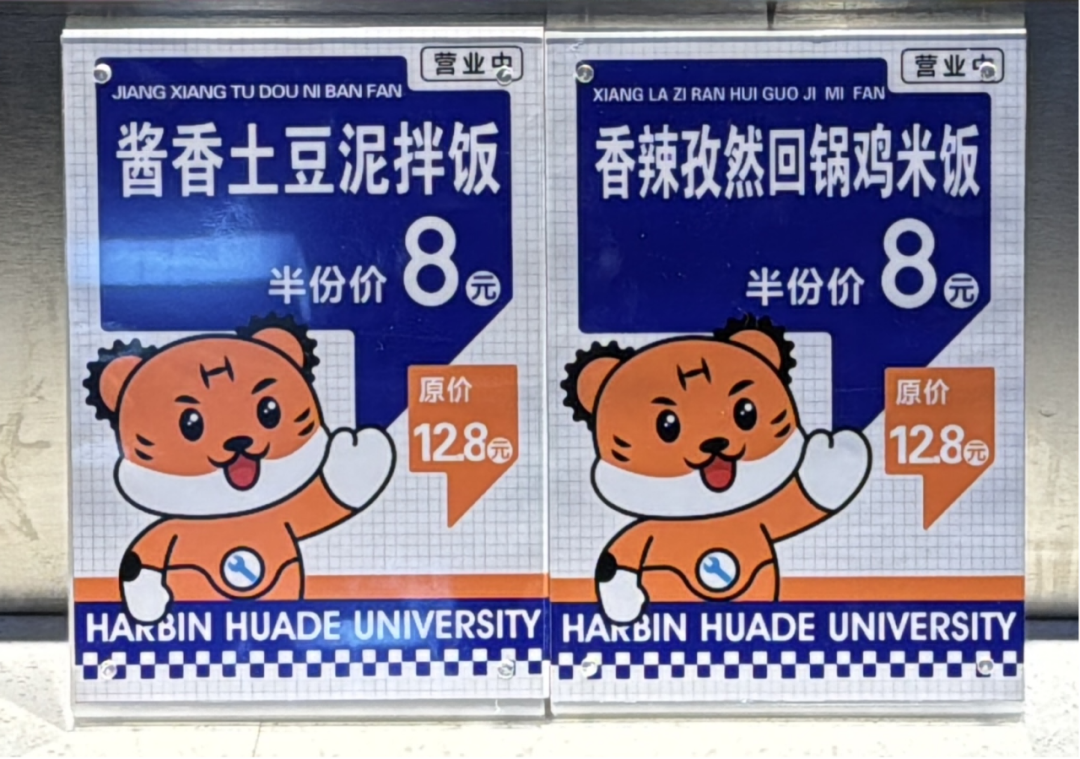 营业中
JIANG XIANG TU DOU NI BAN FAN
酱香土豆泥拌饭
半份价 8元
原价
12.8元
HARBIN HUADE UNIVERSITY
营业中
XIANG LA ZI RAN HUI GUO JI MI FAN
香辣孜然回锅鸡米饭
半份价 8元
原价
12.8元
HARBIN HUADE UNIVERSITY